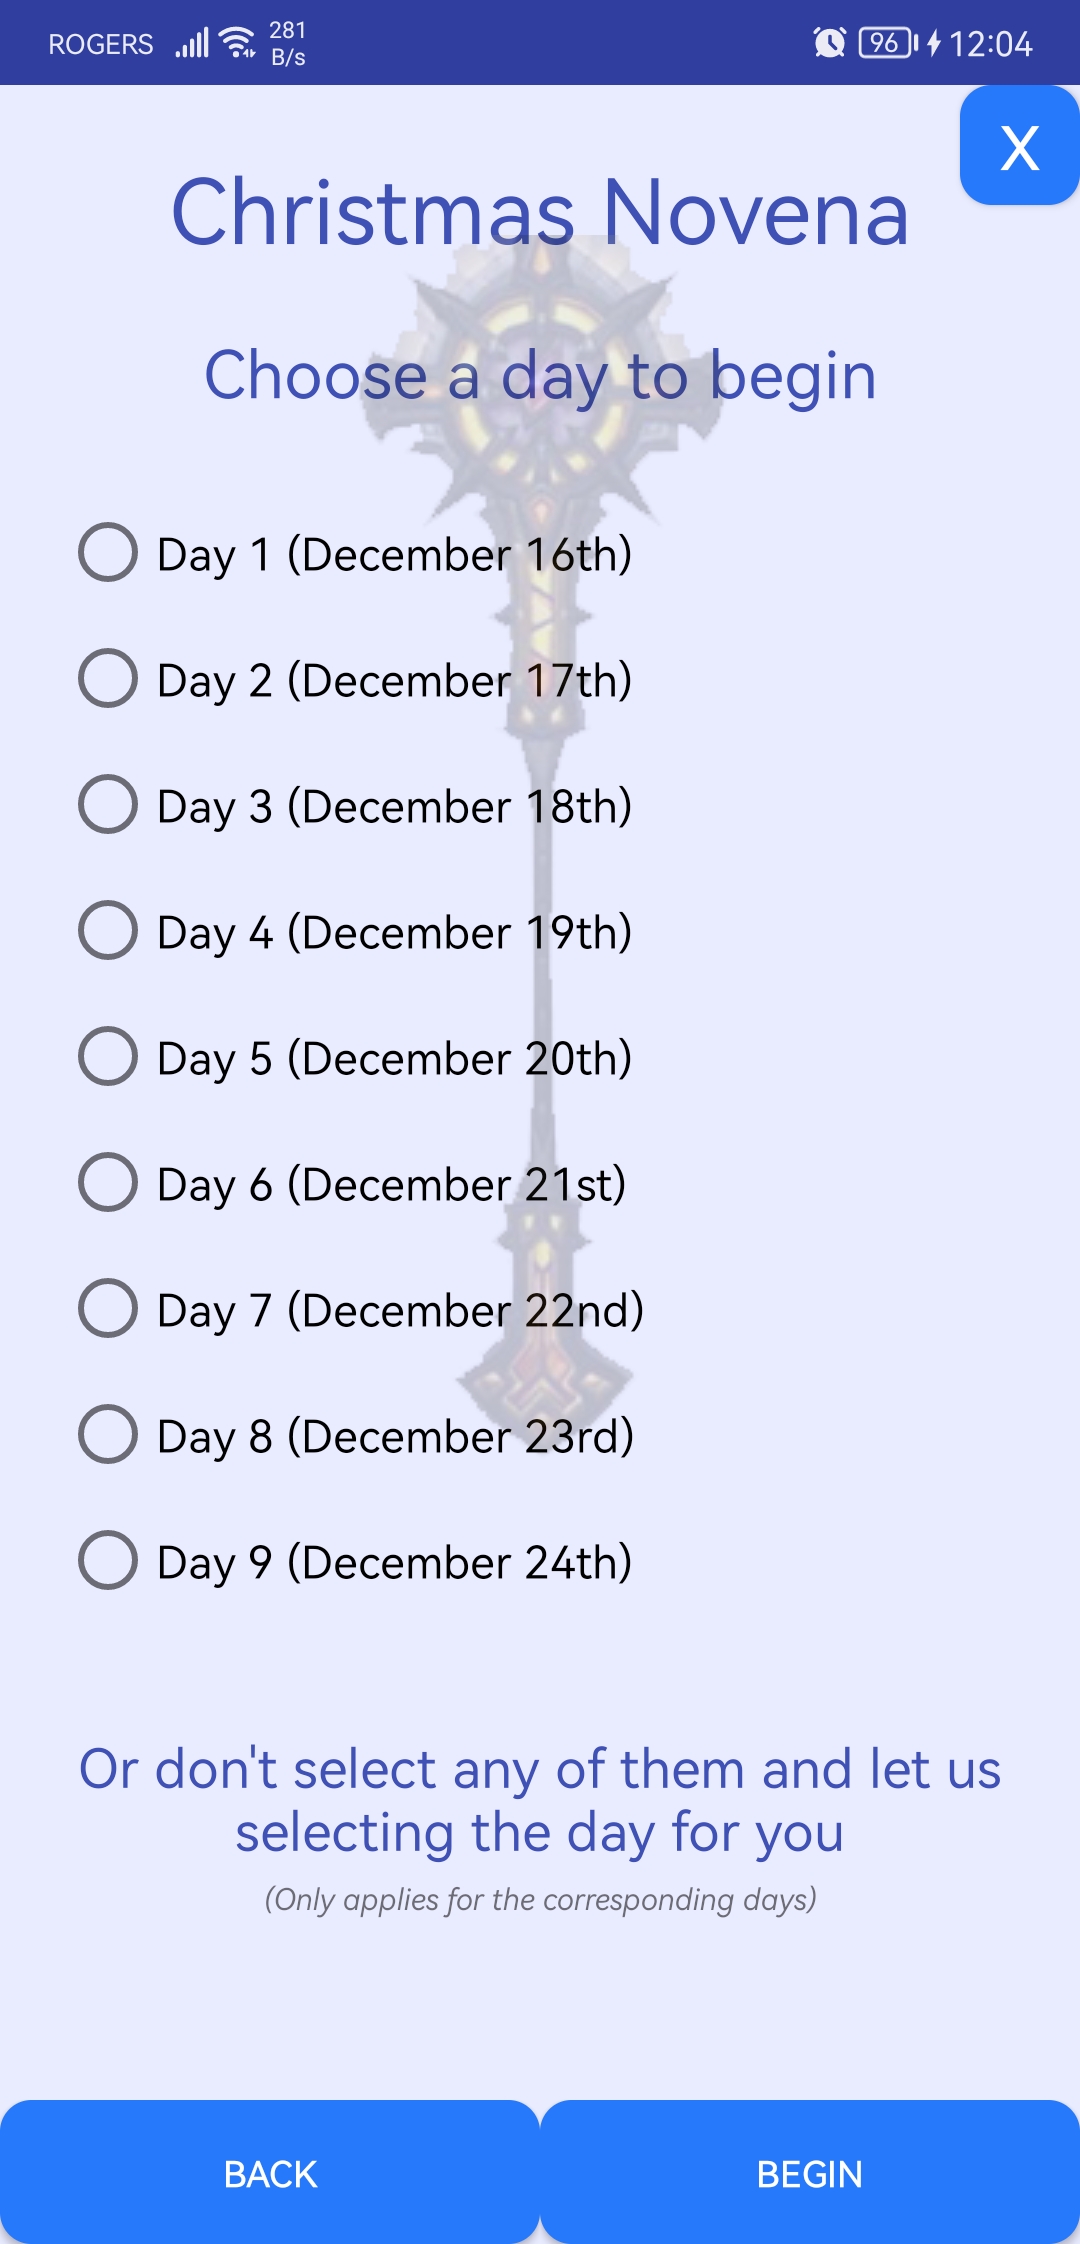 ROGERS 281 B/s 96 12:04
X
Christmas Novena
Choose a day to begin
Day 1 (December 16th)
Day 2 (December 17th)
Day 3 (December 18th)
Day 4 (December 19th)
Day 5 (December 20th)
Day 6 (December 21st)
Day 7 (December 22nd)
Day 8 (December 23rd)
Day 9 (December 24th)
Or don't select any of them and let us
selecting the day for you
(Only applies for the corresponding days)
BACK BEGIN